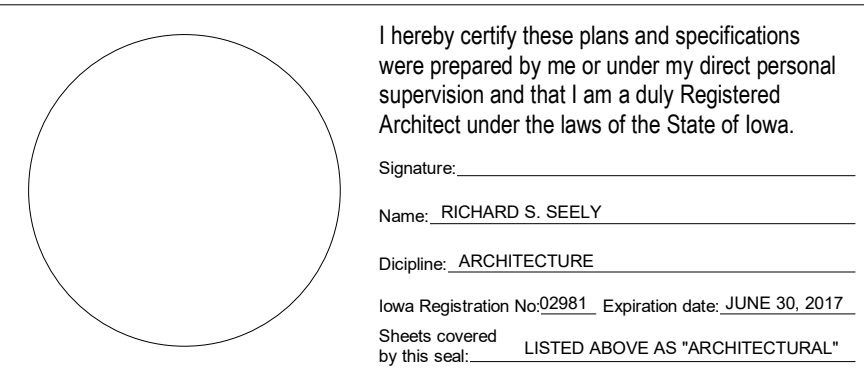 I hereby certify these plans and specifications
were prepared by me or under my direct personal
supervision and that I am a duly Registered
Architect under the laws of the State of Iowa.
Signature:
Name: RICHARD S. SEELY
Dicipline: ARCHITECTURE
Iowa Registration No:02981 Expiration date: JUNE 30, 2017
Sheets covered
by this seal: LISTED ABOVE AS "ARCHITECTURAL"